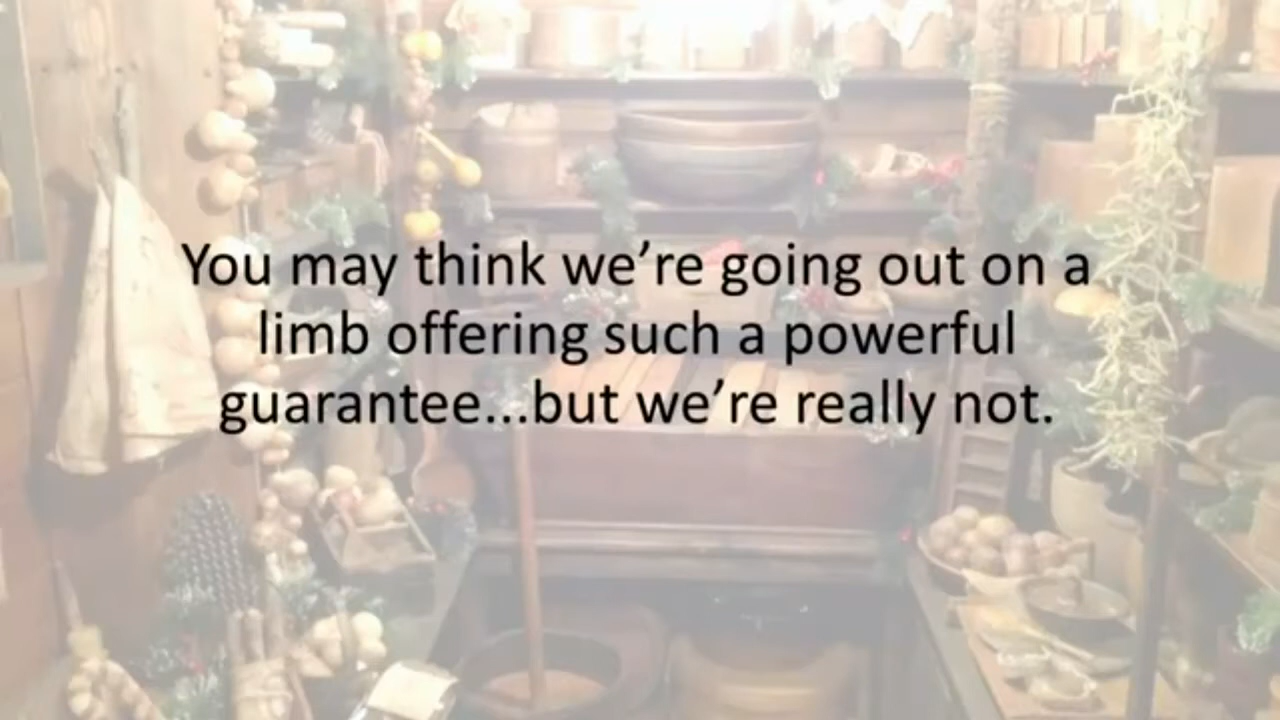 You may think we’re going out on a
limb offering such a powerful
guarantee...but we’re really not.